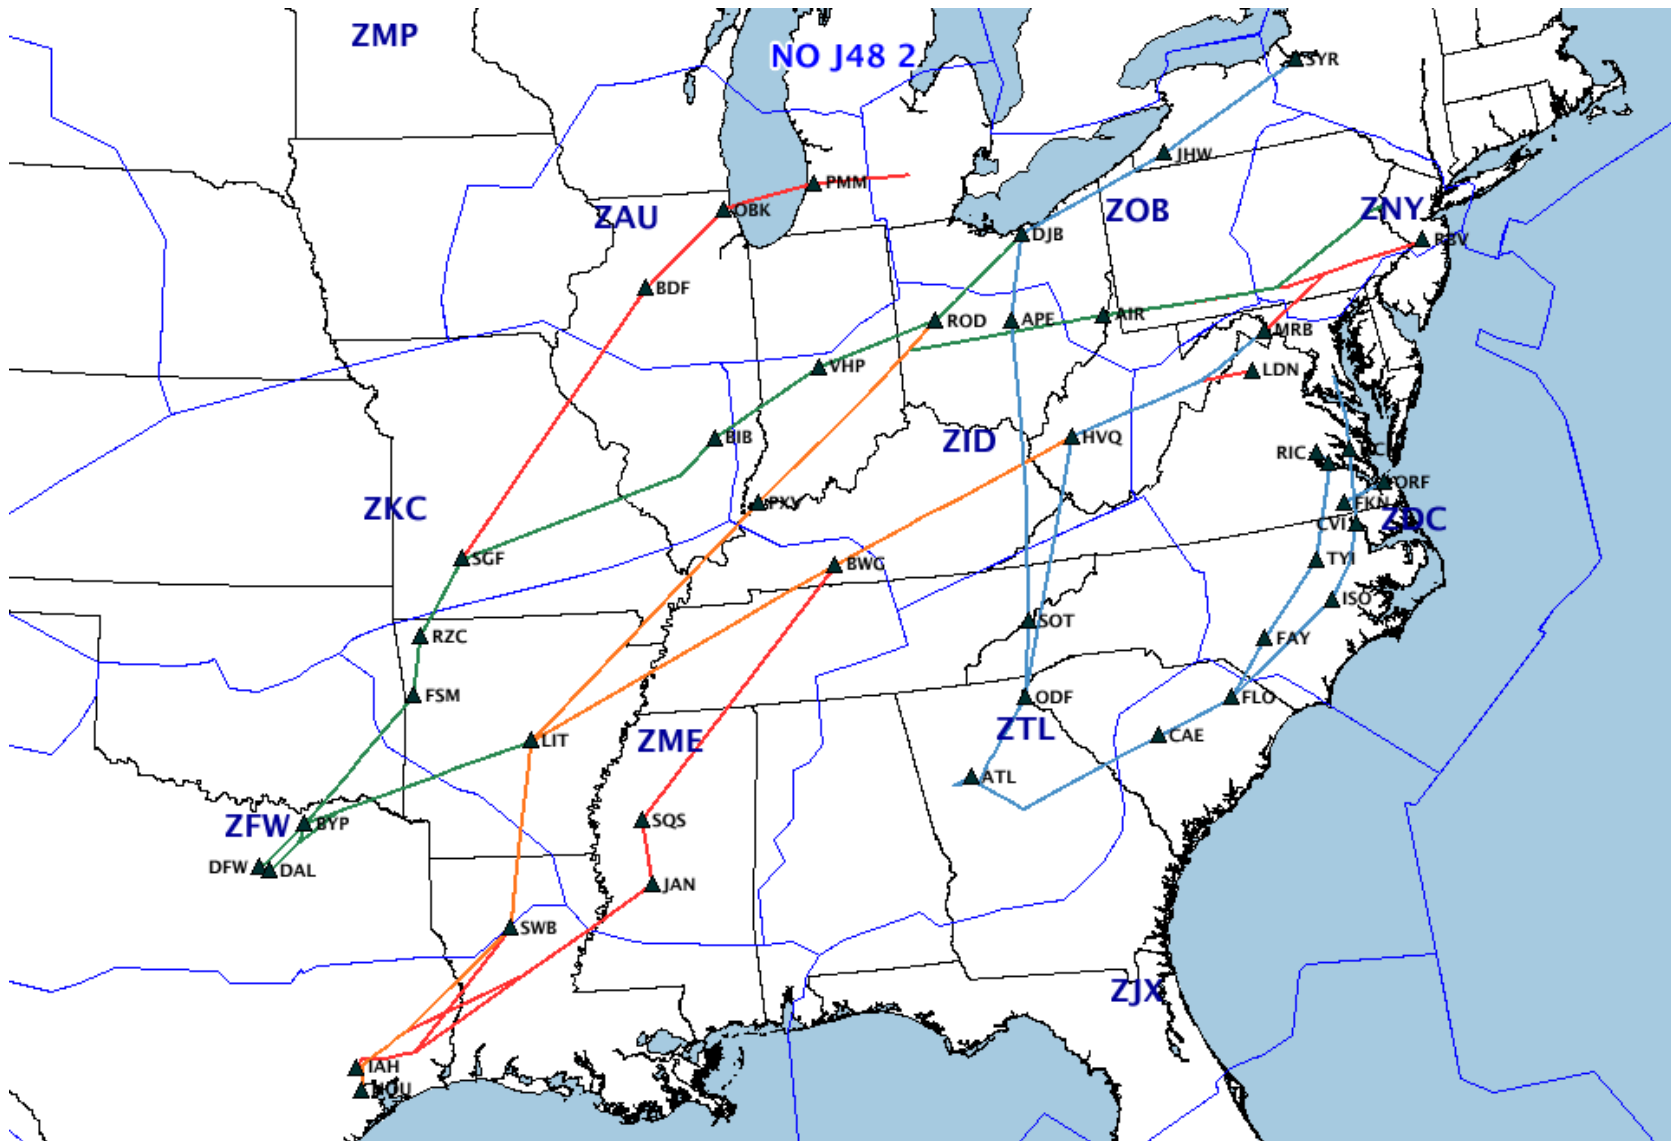 ZMP
NO J48 2
SYR
JHW
PMM
OBK
ZAU
ZOB
ZNY
DJB
RBV
BDF
ROD
APE
AIR
MRB
VHP
LDN
BIB
ZID
HVQ
RIC
ORF
PXV
FKN
ZKC
CVI
ZDC
SGF
BWG
TYI
ISO
SOT
RZC
FAY
FSM
ODF
FLO
LIT
ZME
ZTL
CAE
ATL
ZFW
BYP
SQS
DFW
DAL
JAN
SWB
ZJX
IAH
HOU